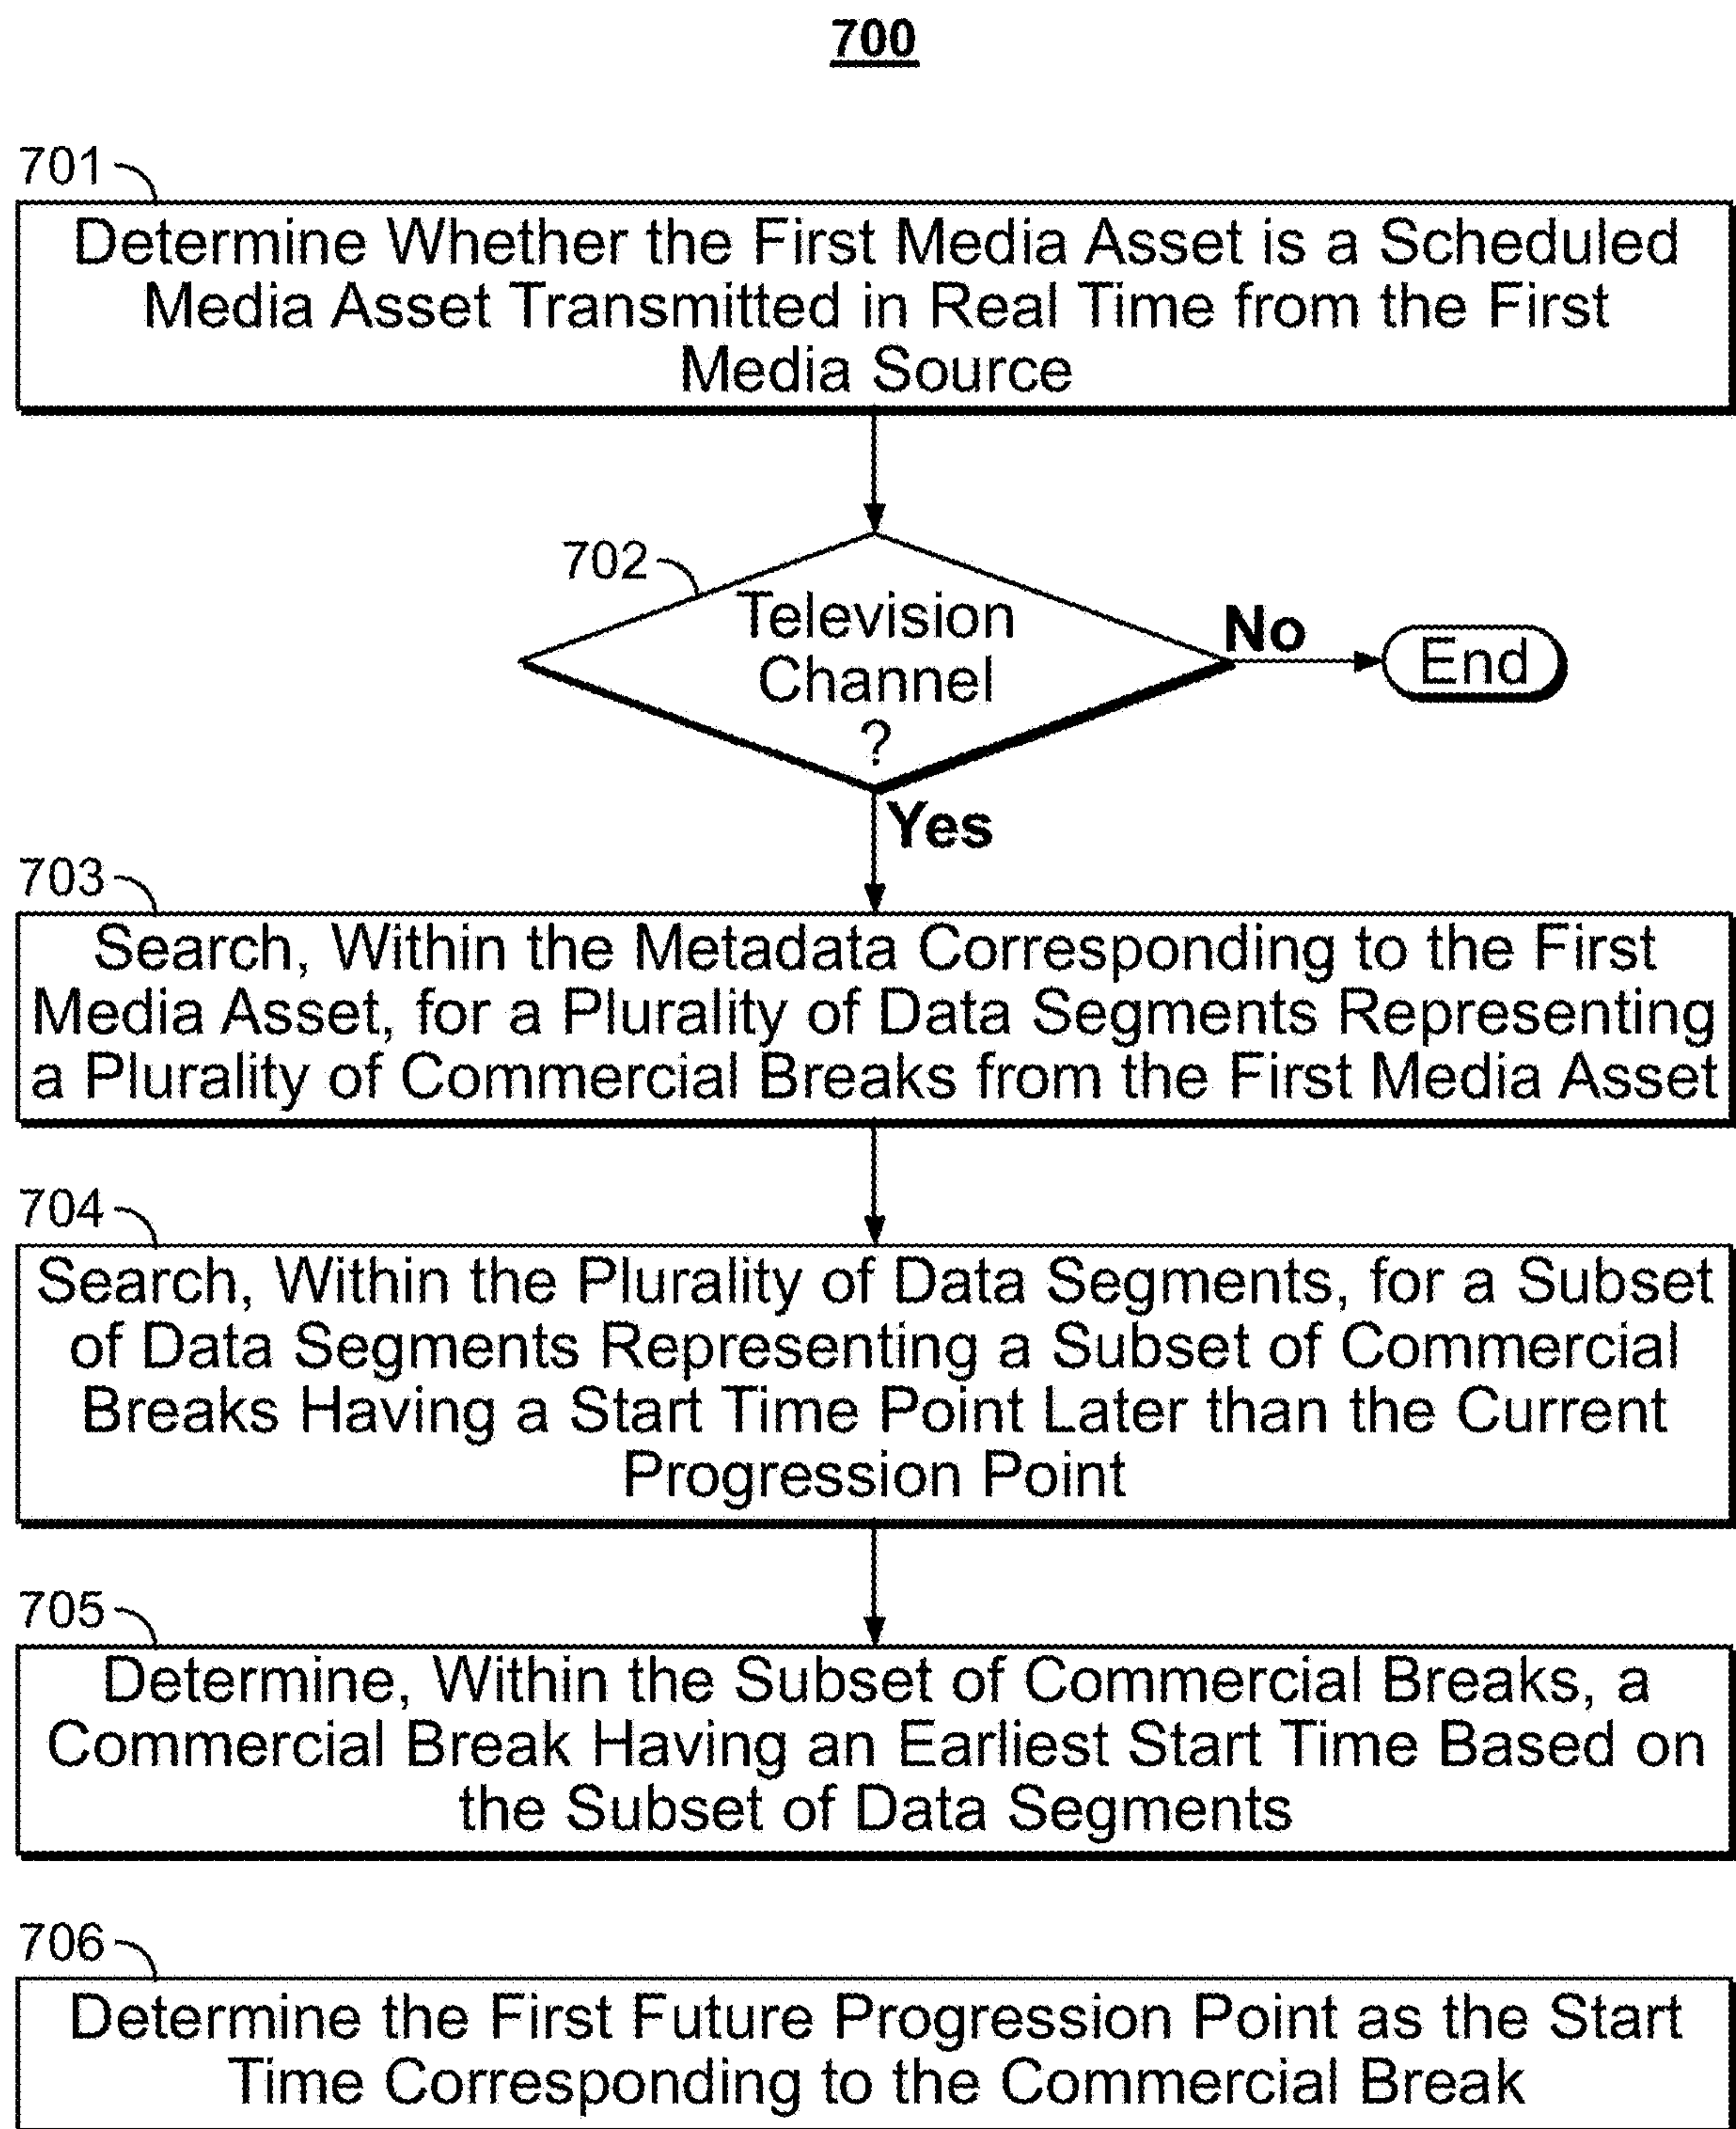 700
701
Determine Whether the First Media Asset is a Scheduled
Media Asset Transmitted in Real Time from the First
Media Source
702
Television
Channel
?
No
End
Yes
703
Search, Within the Metadata Corresponding to the First
Media Asset, for a Plurality of Data Segments Representing
a Plurality of Commercial Breaks from the First Media Asset
704
Search, Within the Plurality of Data Segments, for a Subset
of Data Segments Representing a Subset of Commercial
Breaks Having a Start Time Point Later than the Current
Progression Point
705
Determine, Within the Subset of Commercial Breaks, a
Commercial Break Having an Earliest Start Time Based on
the Subset of Data Segments
706
Determine the First Future Progression Point as the Start
Time Corresponding to the Commercial Break